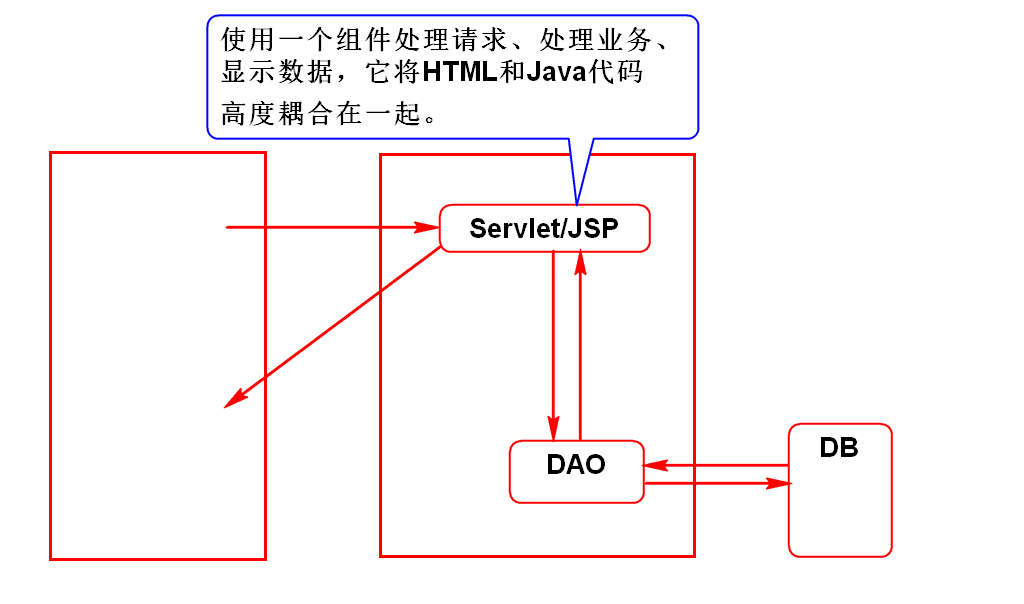 使用一个组件处理请求、处理业务、
显示数据，它将HTML和Java代码
高度耦合在一起。
Servlet/JSP
DAO
DB